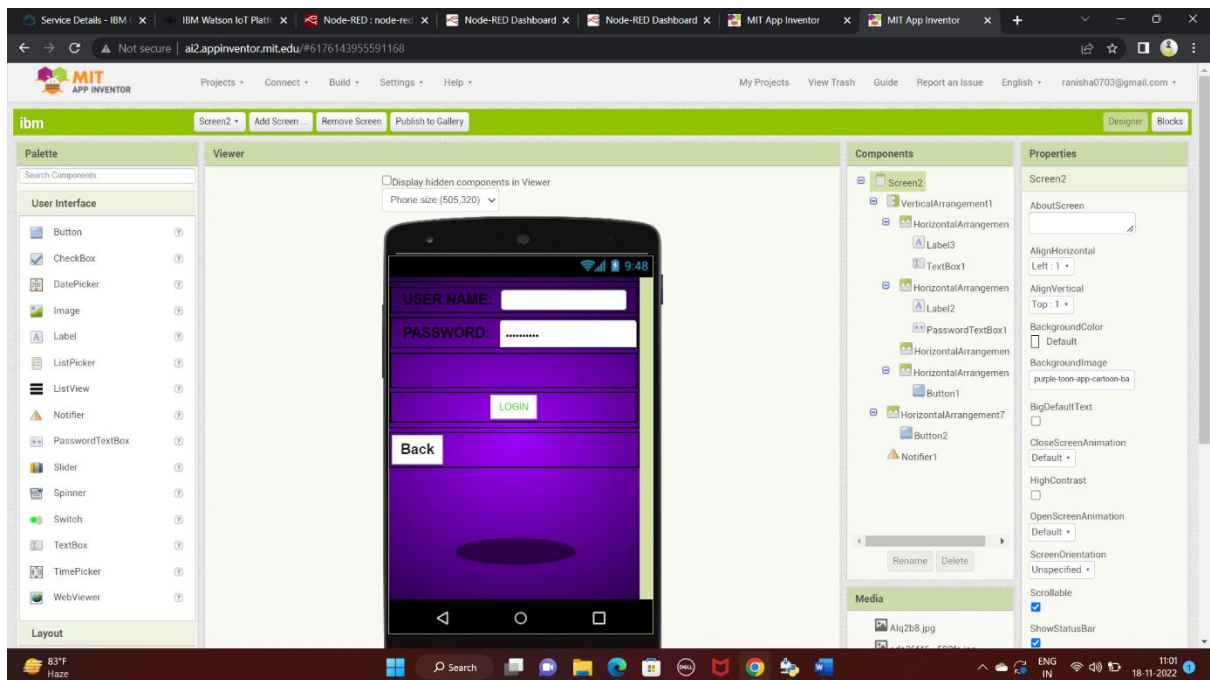 Service Details - IBM
IBM Watson IoT Platfc
Node-RED : node-red
Node-RED Dashboard
Node-RED Dashboard
MIT App Inventor
MIT App Inventor
Not secure | ai2.appinventor.mit.edu/#6176143955591168
MIT
APP INVENTOR
Projects
Connect
Build
Settings
Help
My Projects
View Trash
Guide
Report an Issue
English
ranisha0703@gmail.com
ibm
Screen2
Add Screen ...
Remove Screen
Publish to Gallery
Designer
Blocks
Palette
Search Components...
User Interface
Button
CheckBox
DatePicker
Image
Label
ListPicker
ListView
Notifier
PasswordTextBox
Slider
Spinner
Switch
TextBox
TimePicker
WebViewer
Layout
Viewer
Display hidden components in Viewer
Phone size (505,320)
9:48
USER NAME:
PASSWORD:
LOGIN
Back
Components
Screen2
VerticalArrangement1
HorizontalArrangemen
Label3
TextBox1
HorizontalArrangemen
Label2
PasswordTextBox1
HorizontalArrangemen
HorizontalArrangemen
Button1
HorizontalArrangement7
Button2
Notifier1
Rename
Delete
Media
Alq2b8.jpg
Properties
Screen2
AboutScreen
AlignHorizontal
Left : 1
AlignVertical
Top : 1
BackgroundColor
Default
BackgroundImage
purple-toon-app-cartoon-ba
BigDefaultText
CloseScreenAnimation
Default
HighContrast
OpenScreenAnimation
Default
ScreenOrientation
Unspecified
Scrollable
ShowStatusBar
83°F
Haze
Search
ENG
IN
11:01
18-11-2022
1